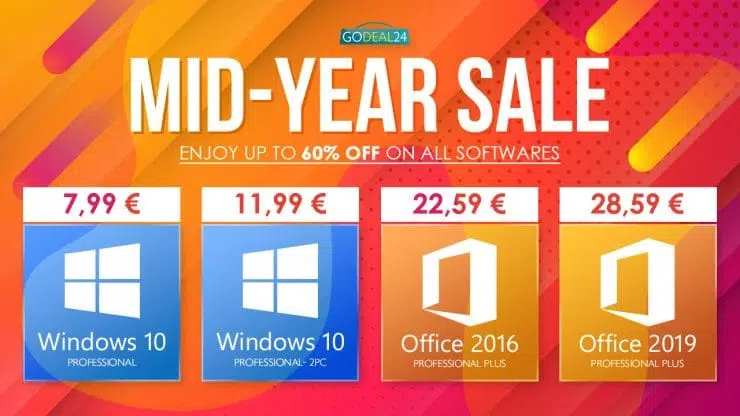 GODEAL24
MID-YEAR SALE
ENJOY UP TO 60% OFF ON ALL SOFTWARES
7,99 €
11,99 €
22,59 €
28,59 €
Windows 10
PROFESSIONAL
Windows 10
PROFESSIONAL- 2PC
Office 2016
PROFESSIONAL PLUS
Office 2019
PROFESSIONAL PLUS